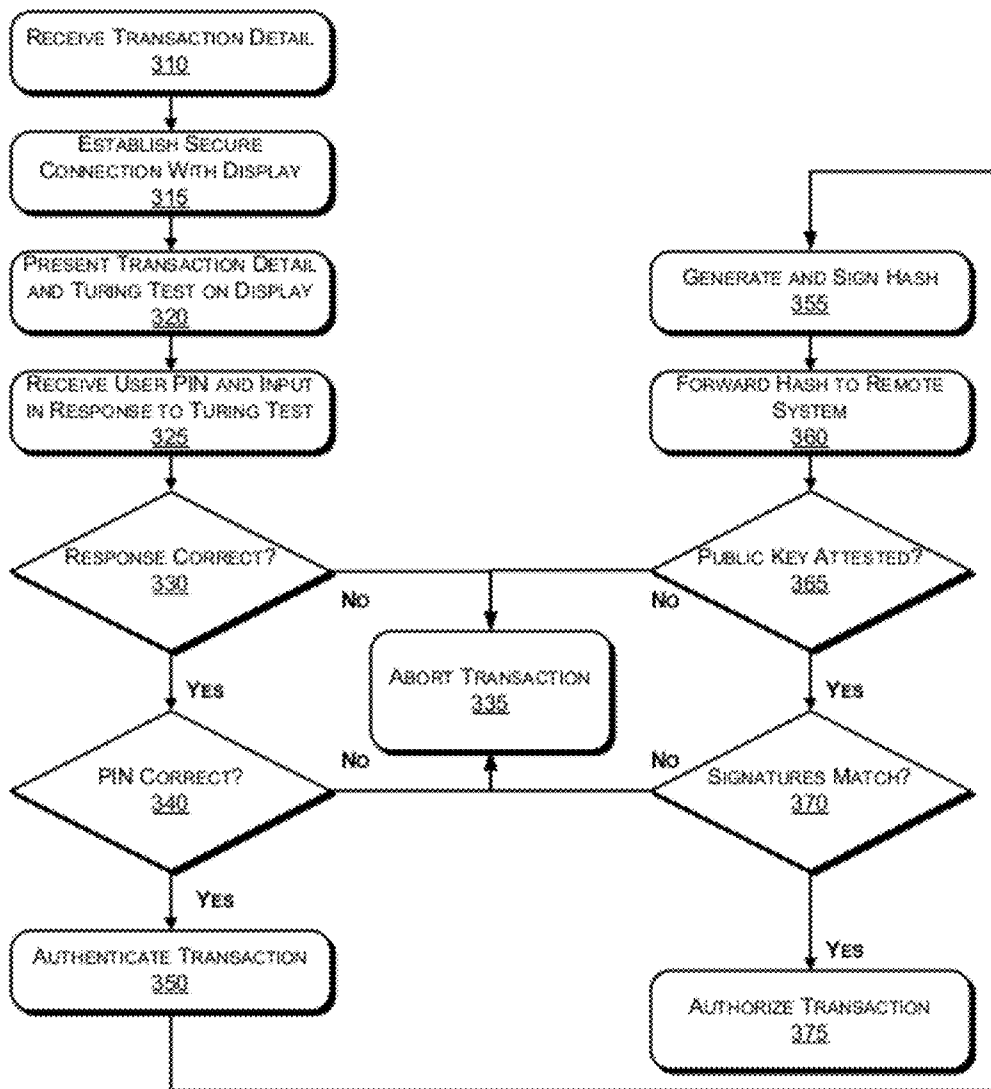 RECEIVE TRANSACTION DETAIL
310
ESTABLISH SECURE
CONNECTION WITH DISPLAY
315
PRESENT TRANSACTION DETAIL
AND TURING TEST ON DISPLAY
320
RECEIVE USER PIN AND INPUT
IN RESPONSE TO TURING TEST
325
RESPONSE CORRECT?
330
NO
YES
PIN CORRECT?
340
NO
YES
AUTHENTICATE TRANSACTION
350
ABORT TRANSACTION
335
GENERATE AND SIGN HASH
355
FORWARD HASH TO REMOTE
SYSTEM
360
PUBLIC KEY ATTESTED?
365
NO
YES
SIGNATURES MATCH?
370
NO
YES
AUTHORIZE TRANSACTION
375